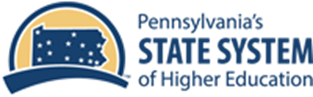 Pennsylvania's
STATE SYSTEM
of Higher Education